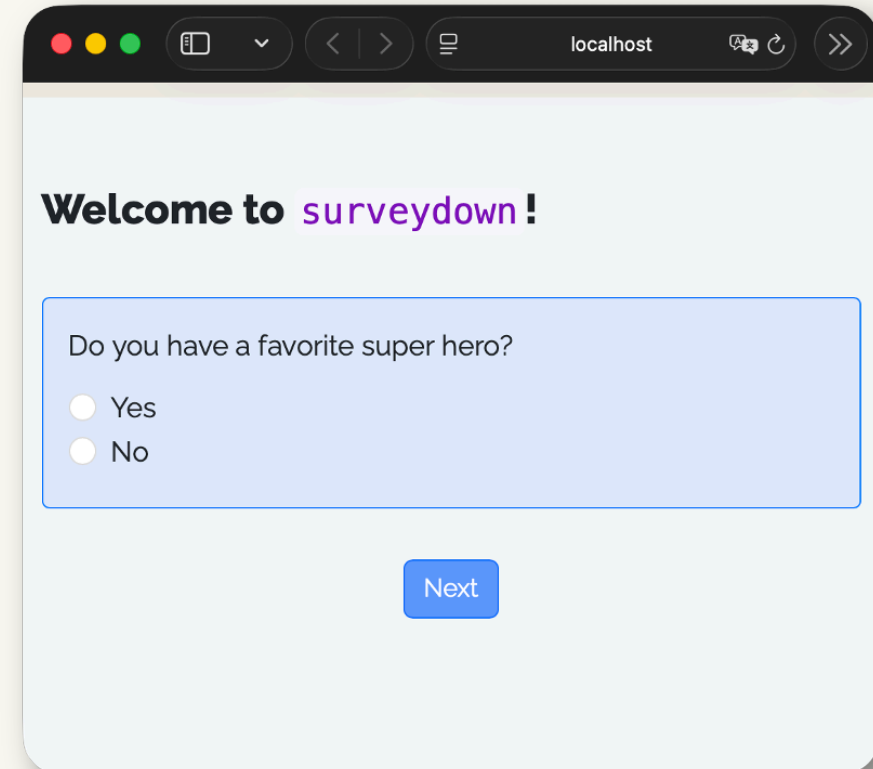 localhost
Welcome to surveydown!
Do you have a favorite super hero?
Yes
No
Next